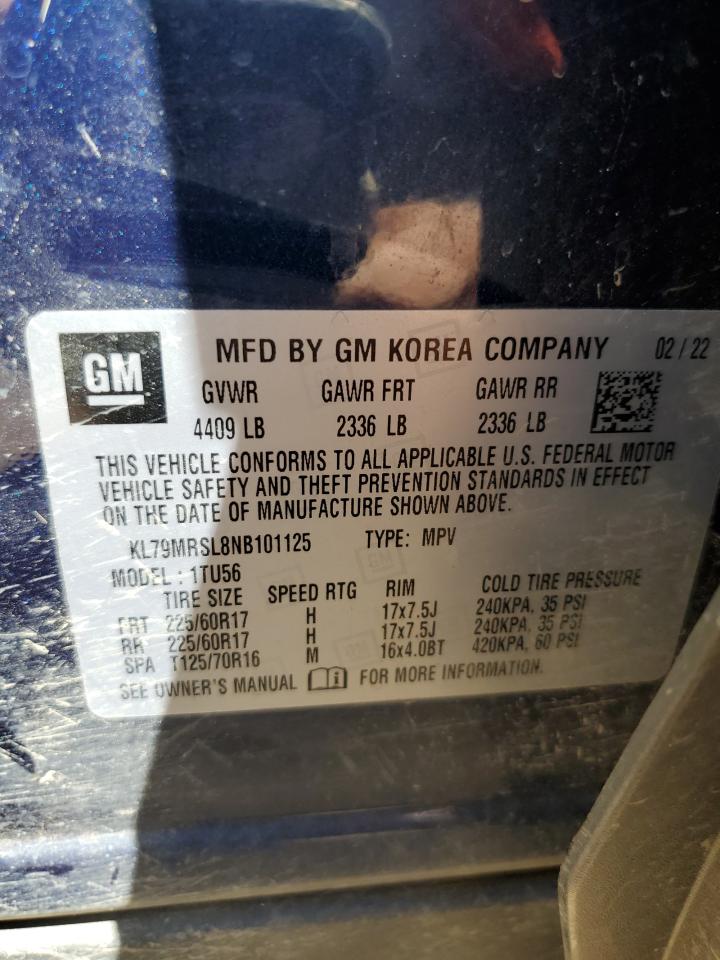 GM MFD BY GM KOREA COMPANY 02 / 22
GVWR GAWR FRT GAWR RR
4409 LB 2336 LB 2336 LB
THIS VEHICLE CONFORMS TO ALL APPLICABLE U.S. FEDERAL MOTOR
VEHICLE SAFETY AND THEFT PREVENTION STANDARDS IN EFFECT
ON THE DATE OF MANUFACTURE SHOWN ABOVE.
KL79MRSL8NB101125 TYPE: MPV
MODEL : 1TU56
TIRE SIZE SPEED RTG RIM COLD TIRE PRESSURE
FRT 225/60R17 H 17x7.5J 240KPA, 35 PSI
RR 225/60R17 H 17x7.5J 240KPA, 35 PSI
SPA T125/70R16 M 16x4.0BT 420KPA, 60 PSI
SEE OWNER'S MANUAL FOR MORE INFORMATION.